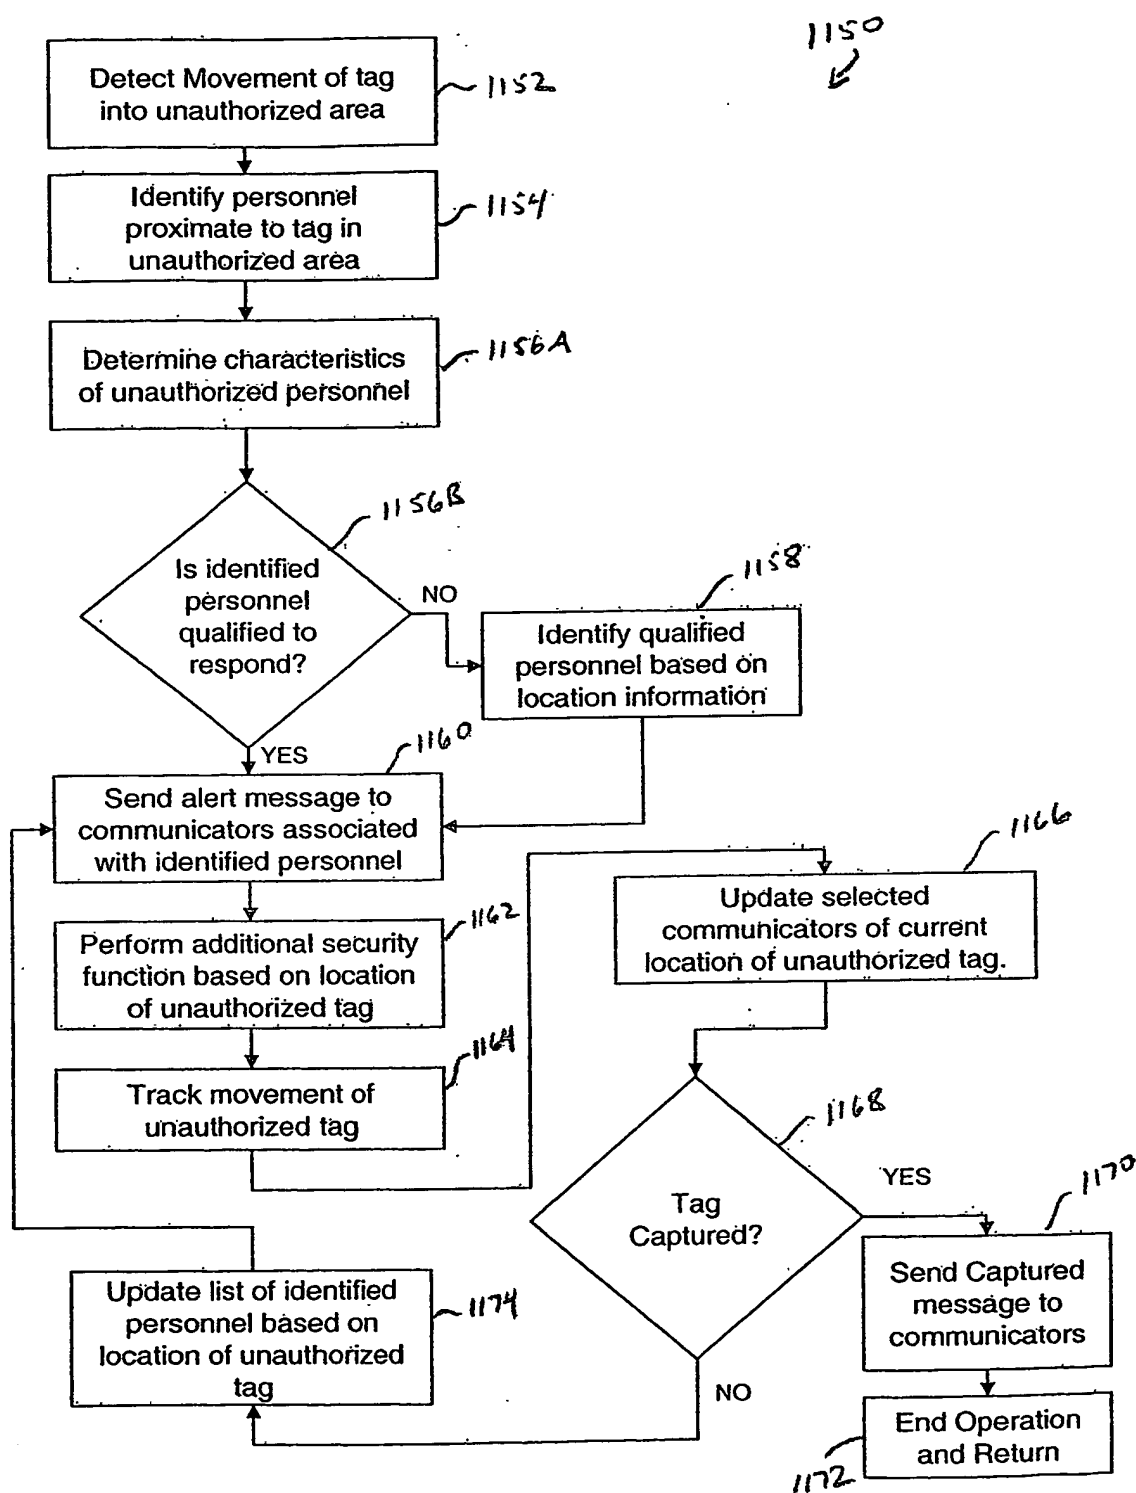 1150
Detect Movement of tag
into unauthorized area
1152
Identify personnel
proximate to tag in
unauthorized area
1154
Determine characteristics
of unauthorized personnel
1156A
Is identified
personnel
qualified to
respond?
1156B
NO
YES
Identify qualified
personnel based on
location information
1158
Send alert message to
communicators associated
with identified personnel
1160
Perform additional security
function based on location
of unauthorized tag
1162
Track movement of
unauthorized tag
1164
Update selected
communicators of current
location of unauthorized tag.
1166
Tag
Captured?
1168
YES
NO
Send Captured
message to
communicators
1170
End Operation
and Return
1172
Update list of identified
personnel based on
location of unauthorized
tag
1174